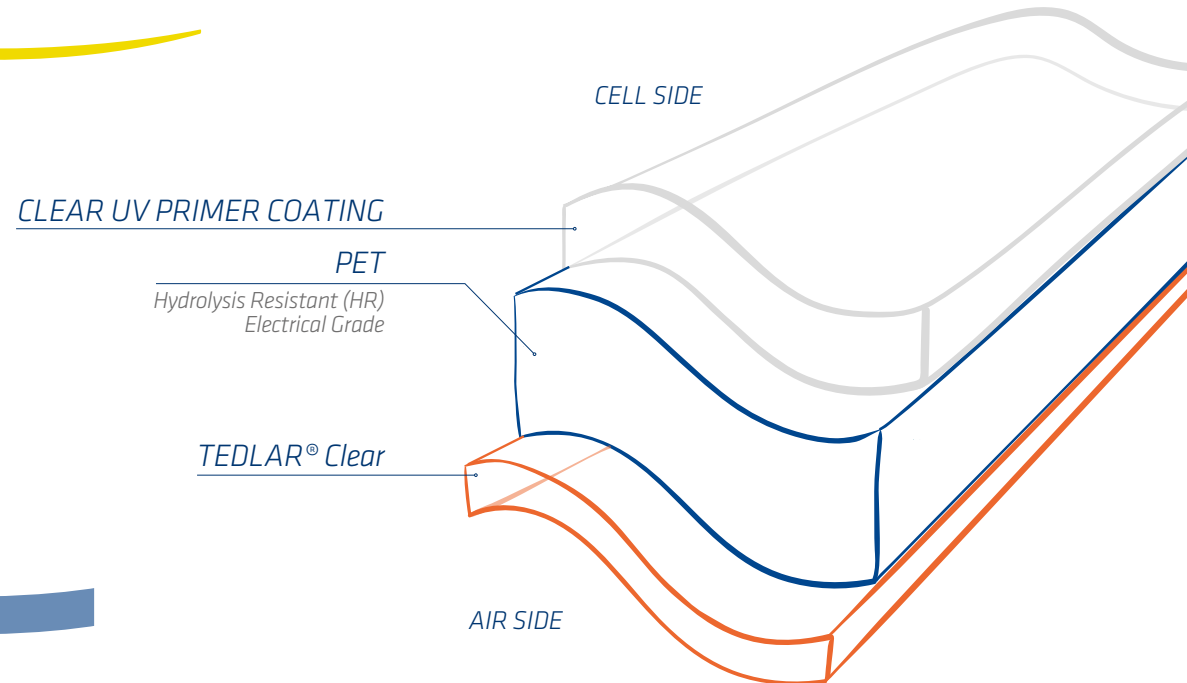 CELL SIDE
CLEAR UV PRIMER COATING
PET
Hydrolysis Resistant (HR)
Electrical Grade
TEDLAR® Clear
AIR SIDE